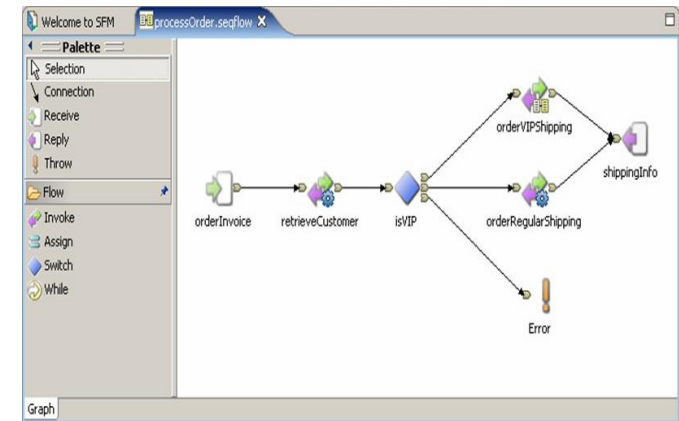 Welcome to SFM
processOrder.seqflow
Palette
Selection
Connection
Receive
Reply
Throw
Flow
Invoke
Assign
Switch
While
orderInvoice
retrieveCustomer
isVIP
orderVIPShipping
orderRegularShipping
shippingInfo
Error
Graph